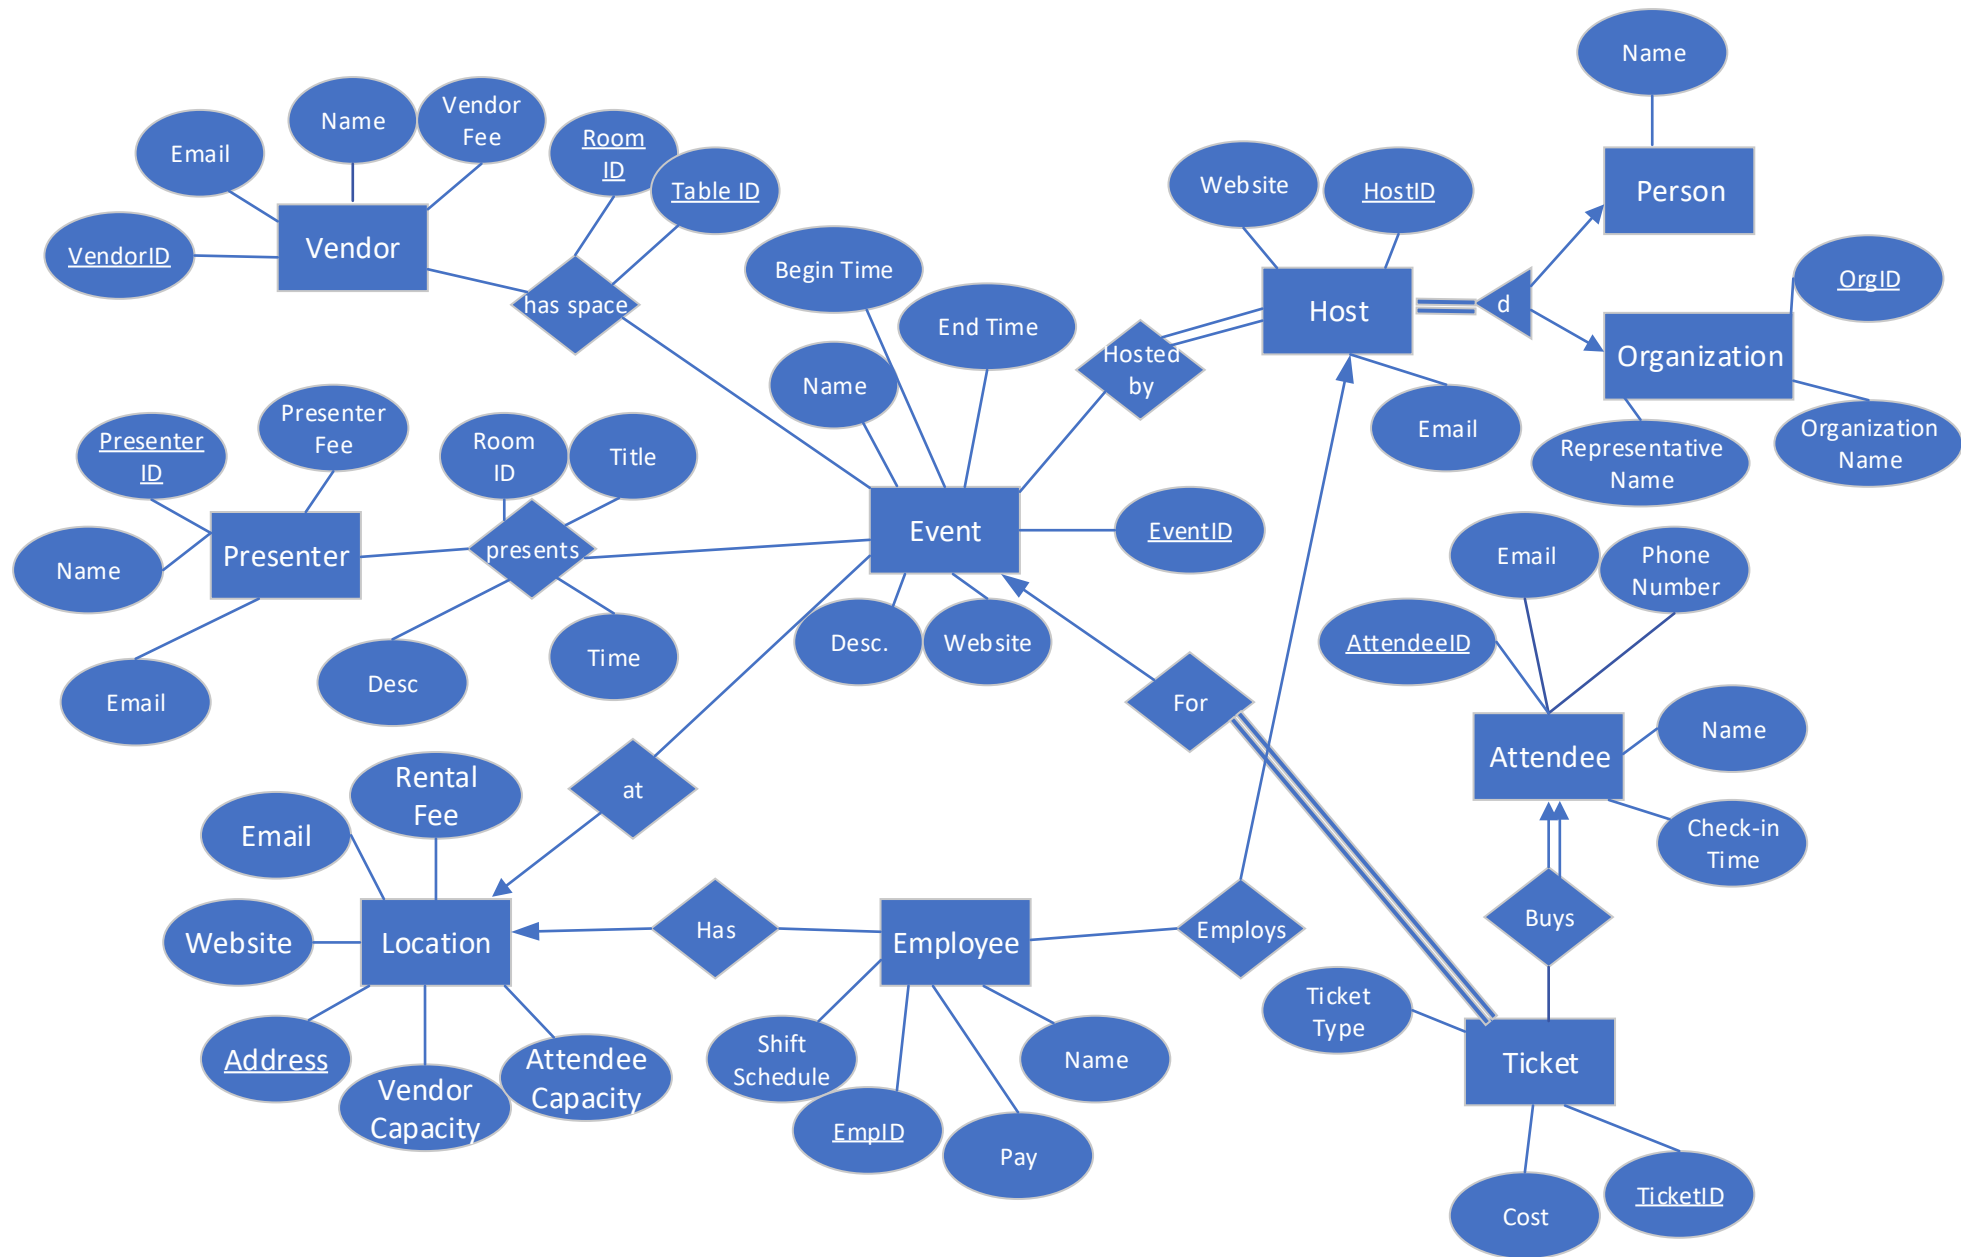 Name
Name
Vendor
Fee
Room
ID
Email
Table ID
Website
HostID
Person
VendorID
Vendor
Begin Time
OrgID
has space
End Time
Host
d
Hosted
by
Organization
Name
Email
Representative
Name
Organization
Name
Presenter
ID
Presenter
Fee
Room
ID
Title
Presenter
presents
Event
EventID
Name
Email
Phone
Number
Desc.
Website
AttendeeID
Time
Desc
Email
For
Name
Attendee
at
Rental
Fee
Email
Check-in
Time
Buys
Website
Location
Has
Employee
Employs
Ticket
Type
Address
Vendor
Capacity
Attendee
Capacity
Shift
Schedule
Name
Ticket
EmpID
Pay
Cost
TicketID